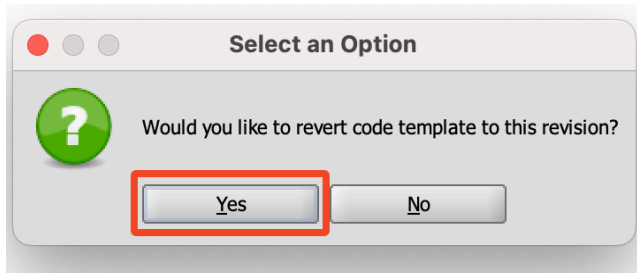 Select an Option
Would you like to revert code template to this revision?
Yes
No